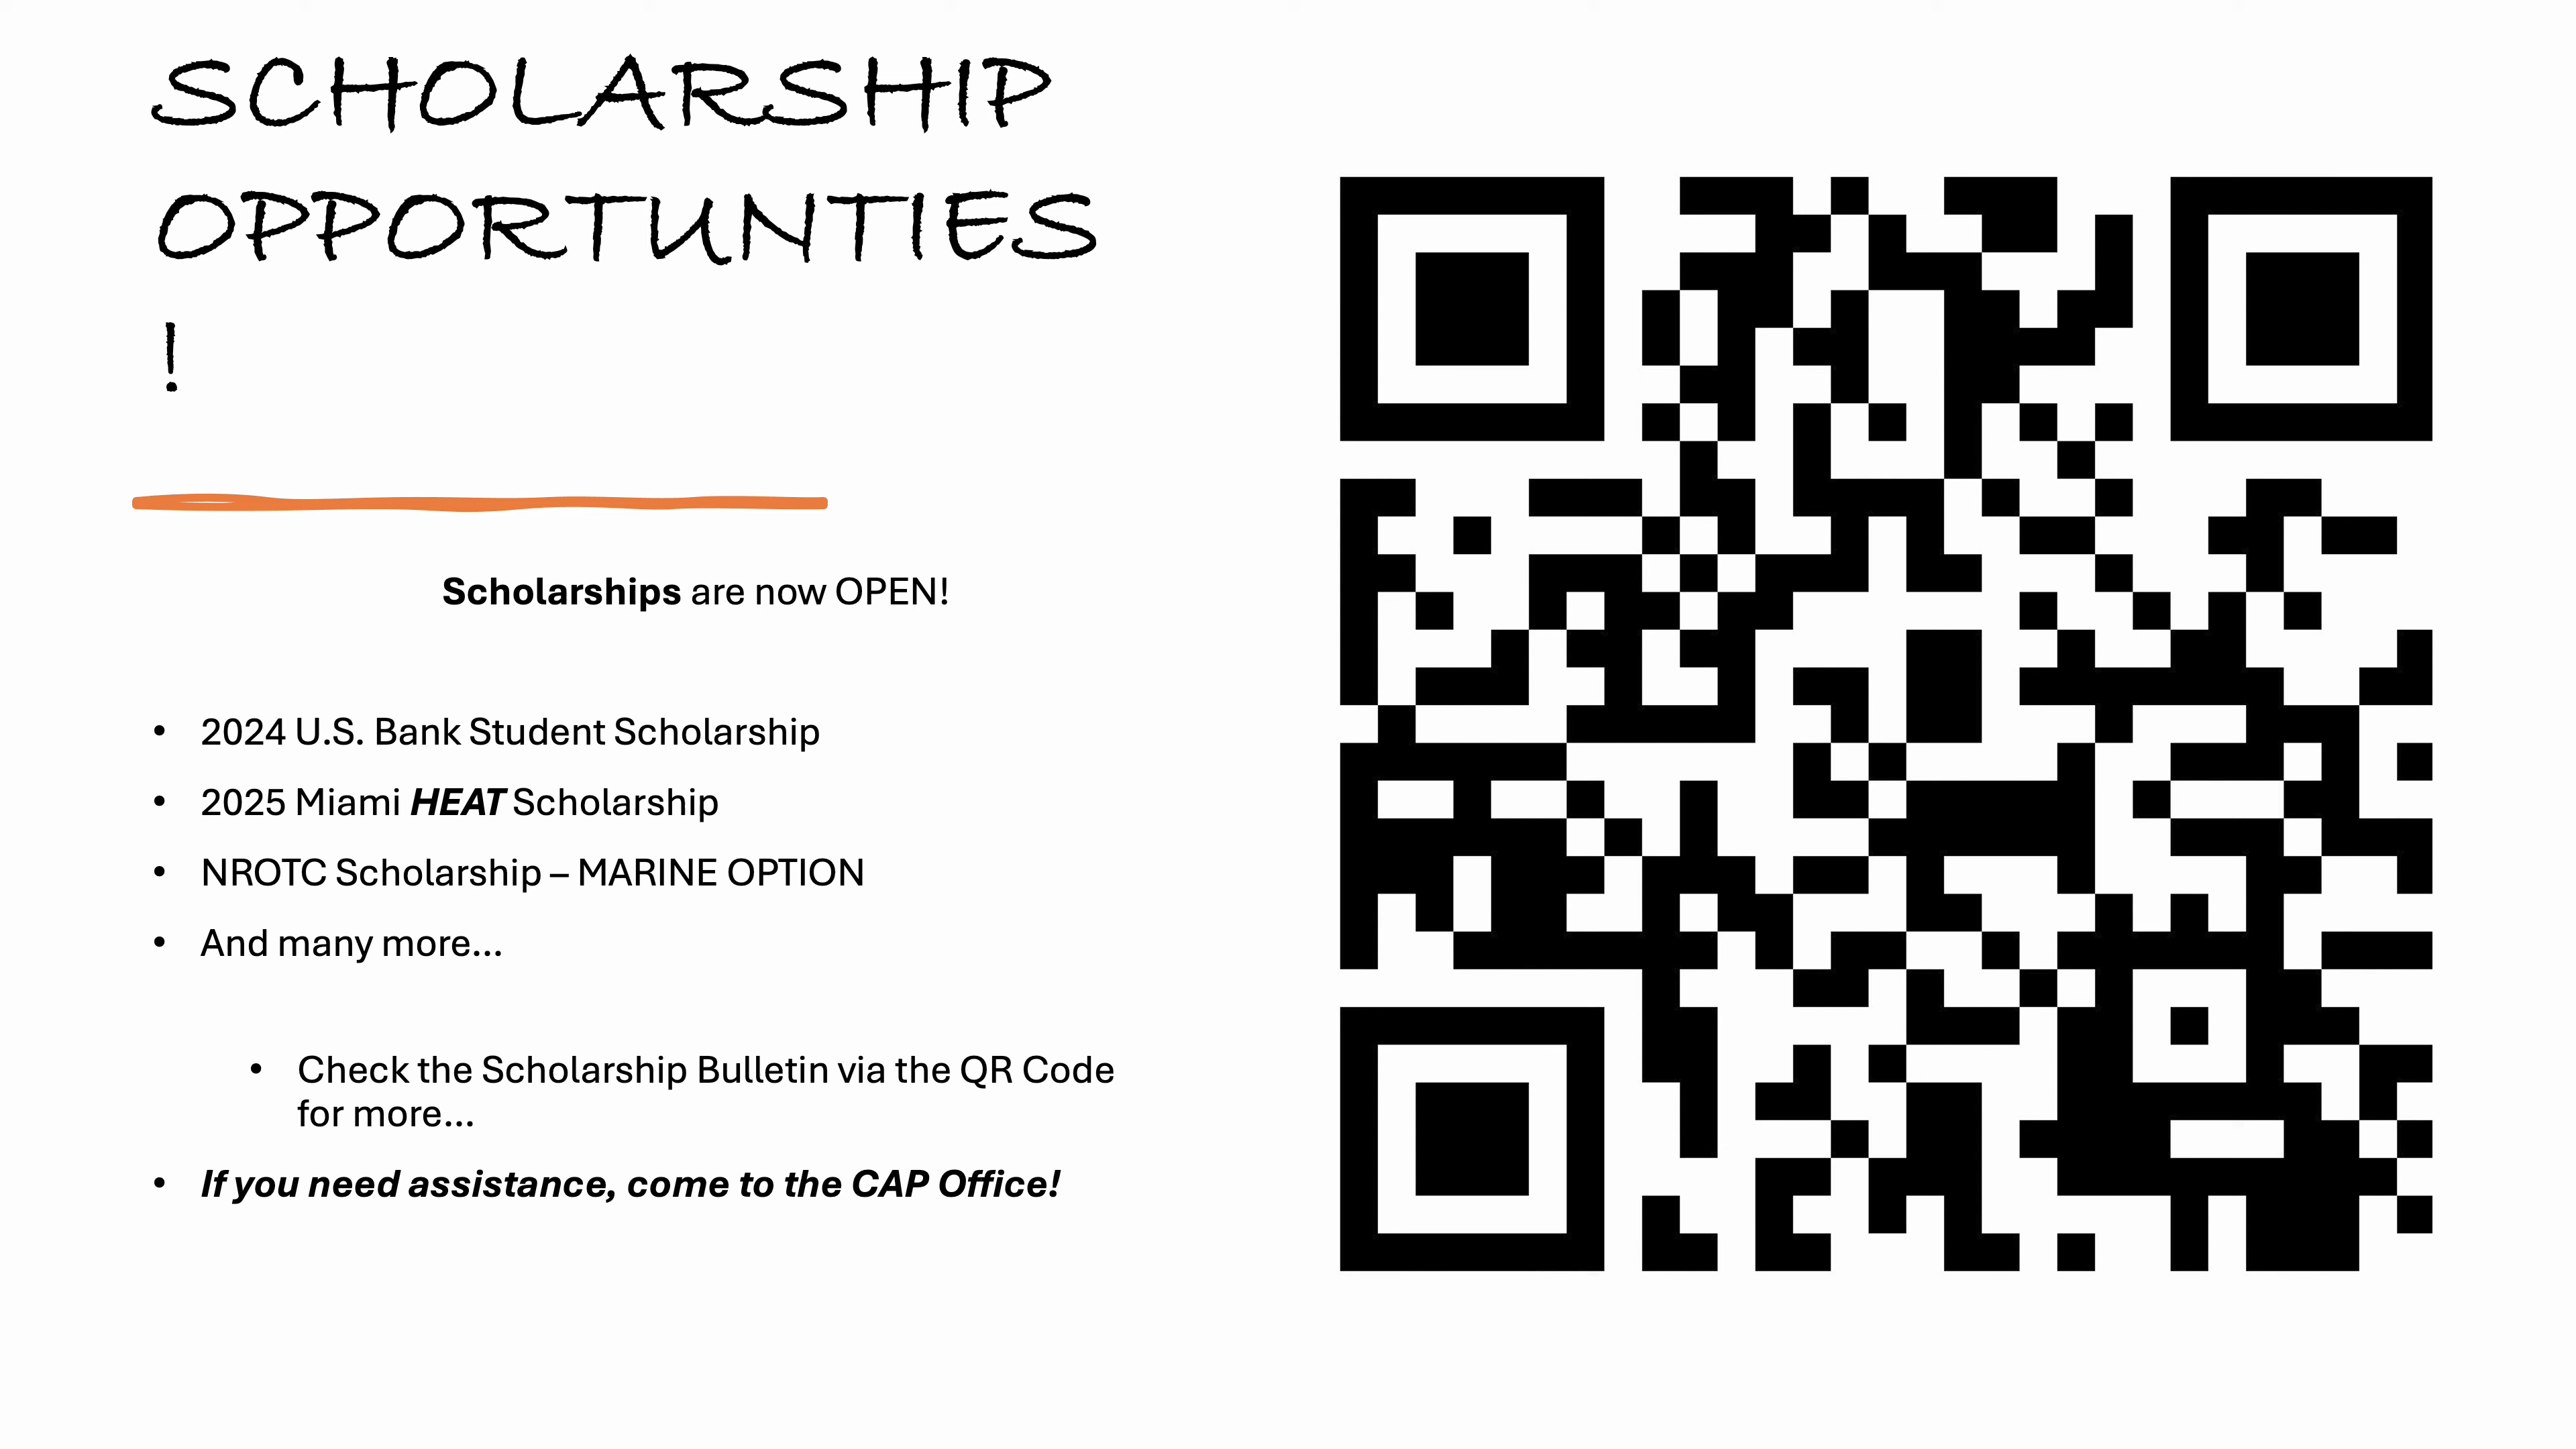 SCHOLARSHIP
OPPORTUNTIES
!
Scholarships are now OPEN!
• 2024 U.S. Bank Student Scholarship
• 2025 Miami HEAT Scholarship
• NROTC Scholarship – MARINE OPTION
• And many more...
• Check the Scholarship Bulletin via the QR Code
for more...
• If you need assistance, come to the CAP Office!